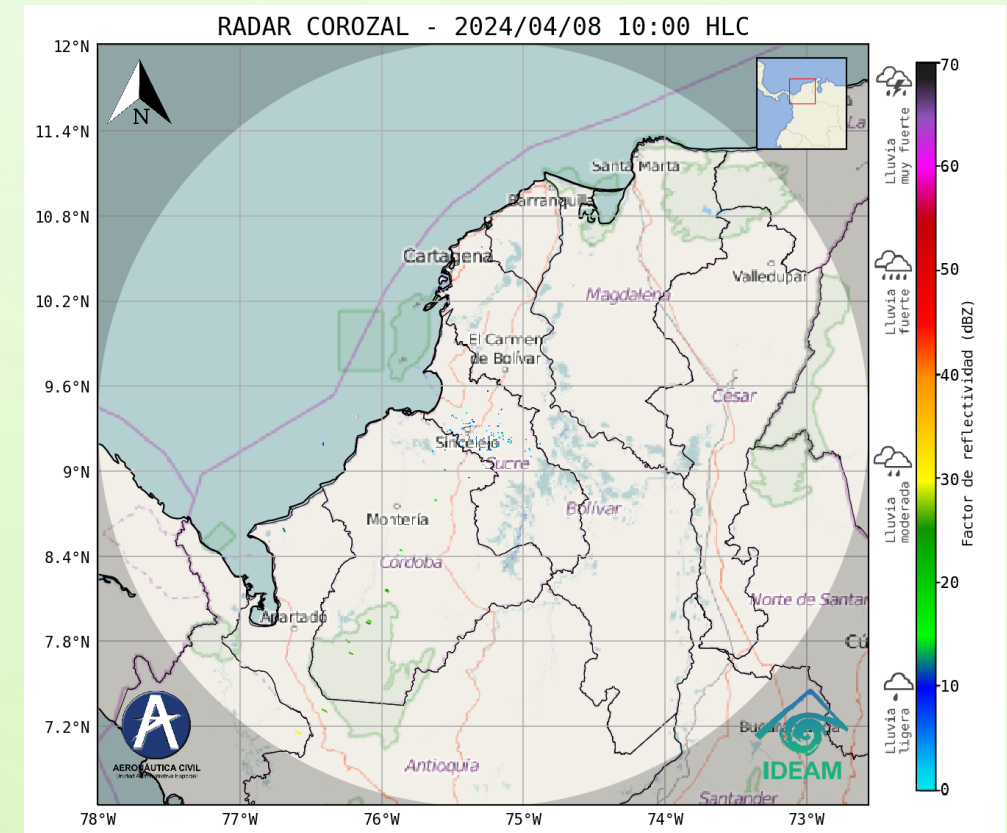 RADAR COROZAL - 2024/04/08 10:00 HLC
12°N
11.4°N
10.8°N
10.2°N
9.6°N
9°N
8.4°N
7.8°N
7.2°N
78°W
77°W
76°W
75°W
74°W
73°W
N
Santa Marta
Barranquilla
Cartagena
Valledupar
Magdalena
El Carmen
de Bolívar
Cesar
Sincelejo
Sucre
Bolívar
Montería
Córdoba
Apartadó
Norte de Santan
Cú
Antioquia
Santander
La
AERONÁUTICA CIVIL
IDEAM
Lluvia
muy fuerte
Lluvia
fuerte
Lluvia
moderada
Lluvia
ligera
70
60
50
40
30
20
10
0
Factor de reflectividad (dBZ)